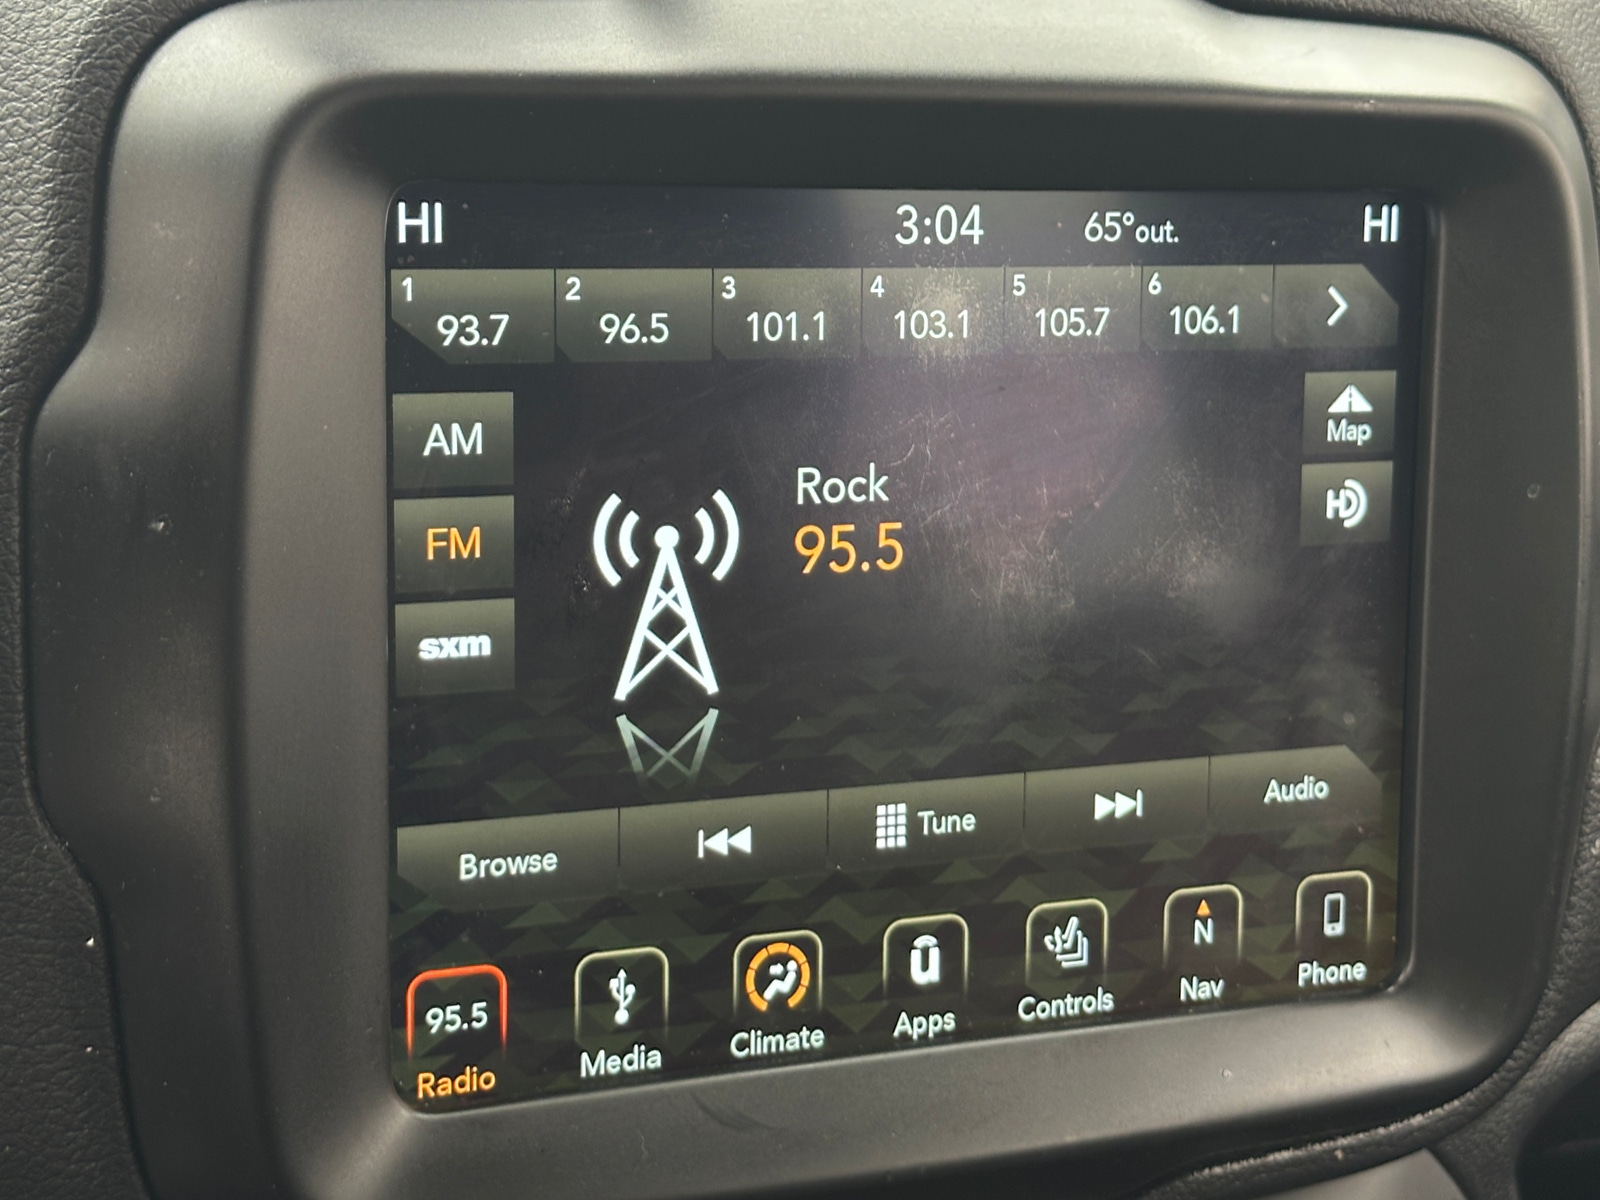 HI 3:04 65°out. HI
1 2 3 4 5 6
93.7 96.5 101.1 103.1 105.7 106.1
AM
FM
sxm
Rock
95.5
Map
HD
Browse Tune Audio
95.5 N
Radio Media Climate Apps Controls Nav Phone